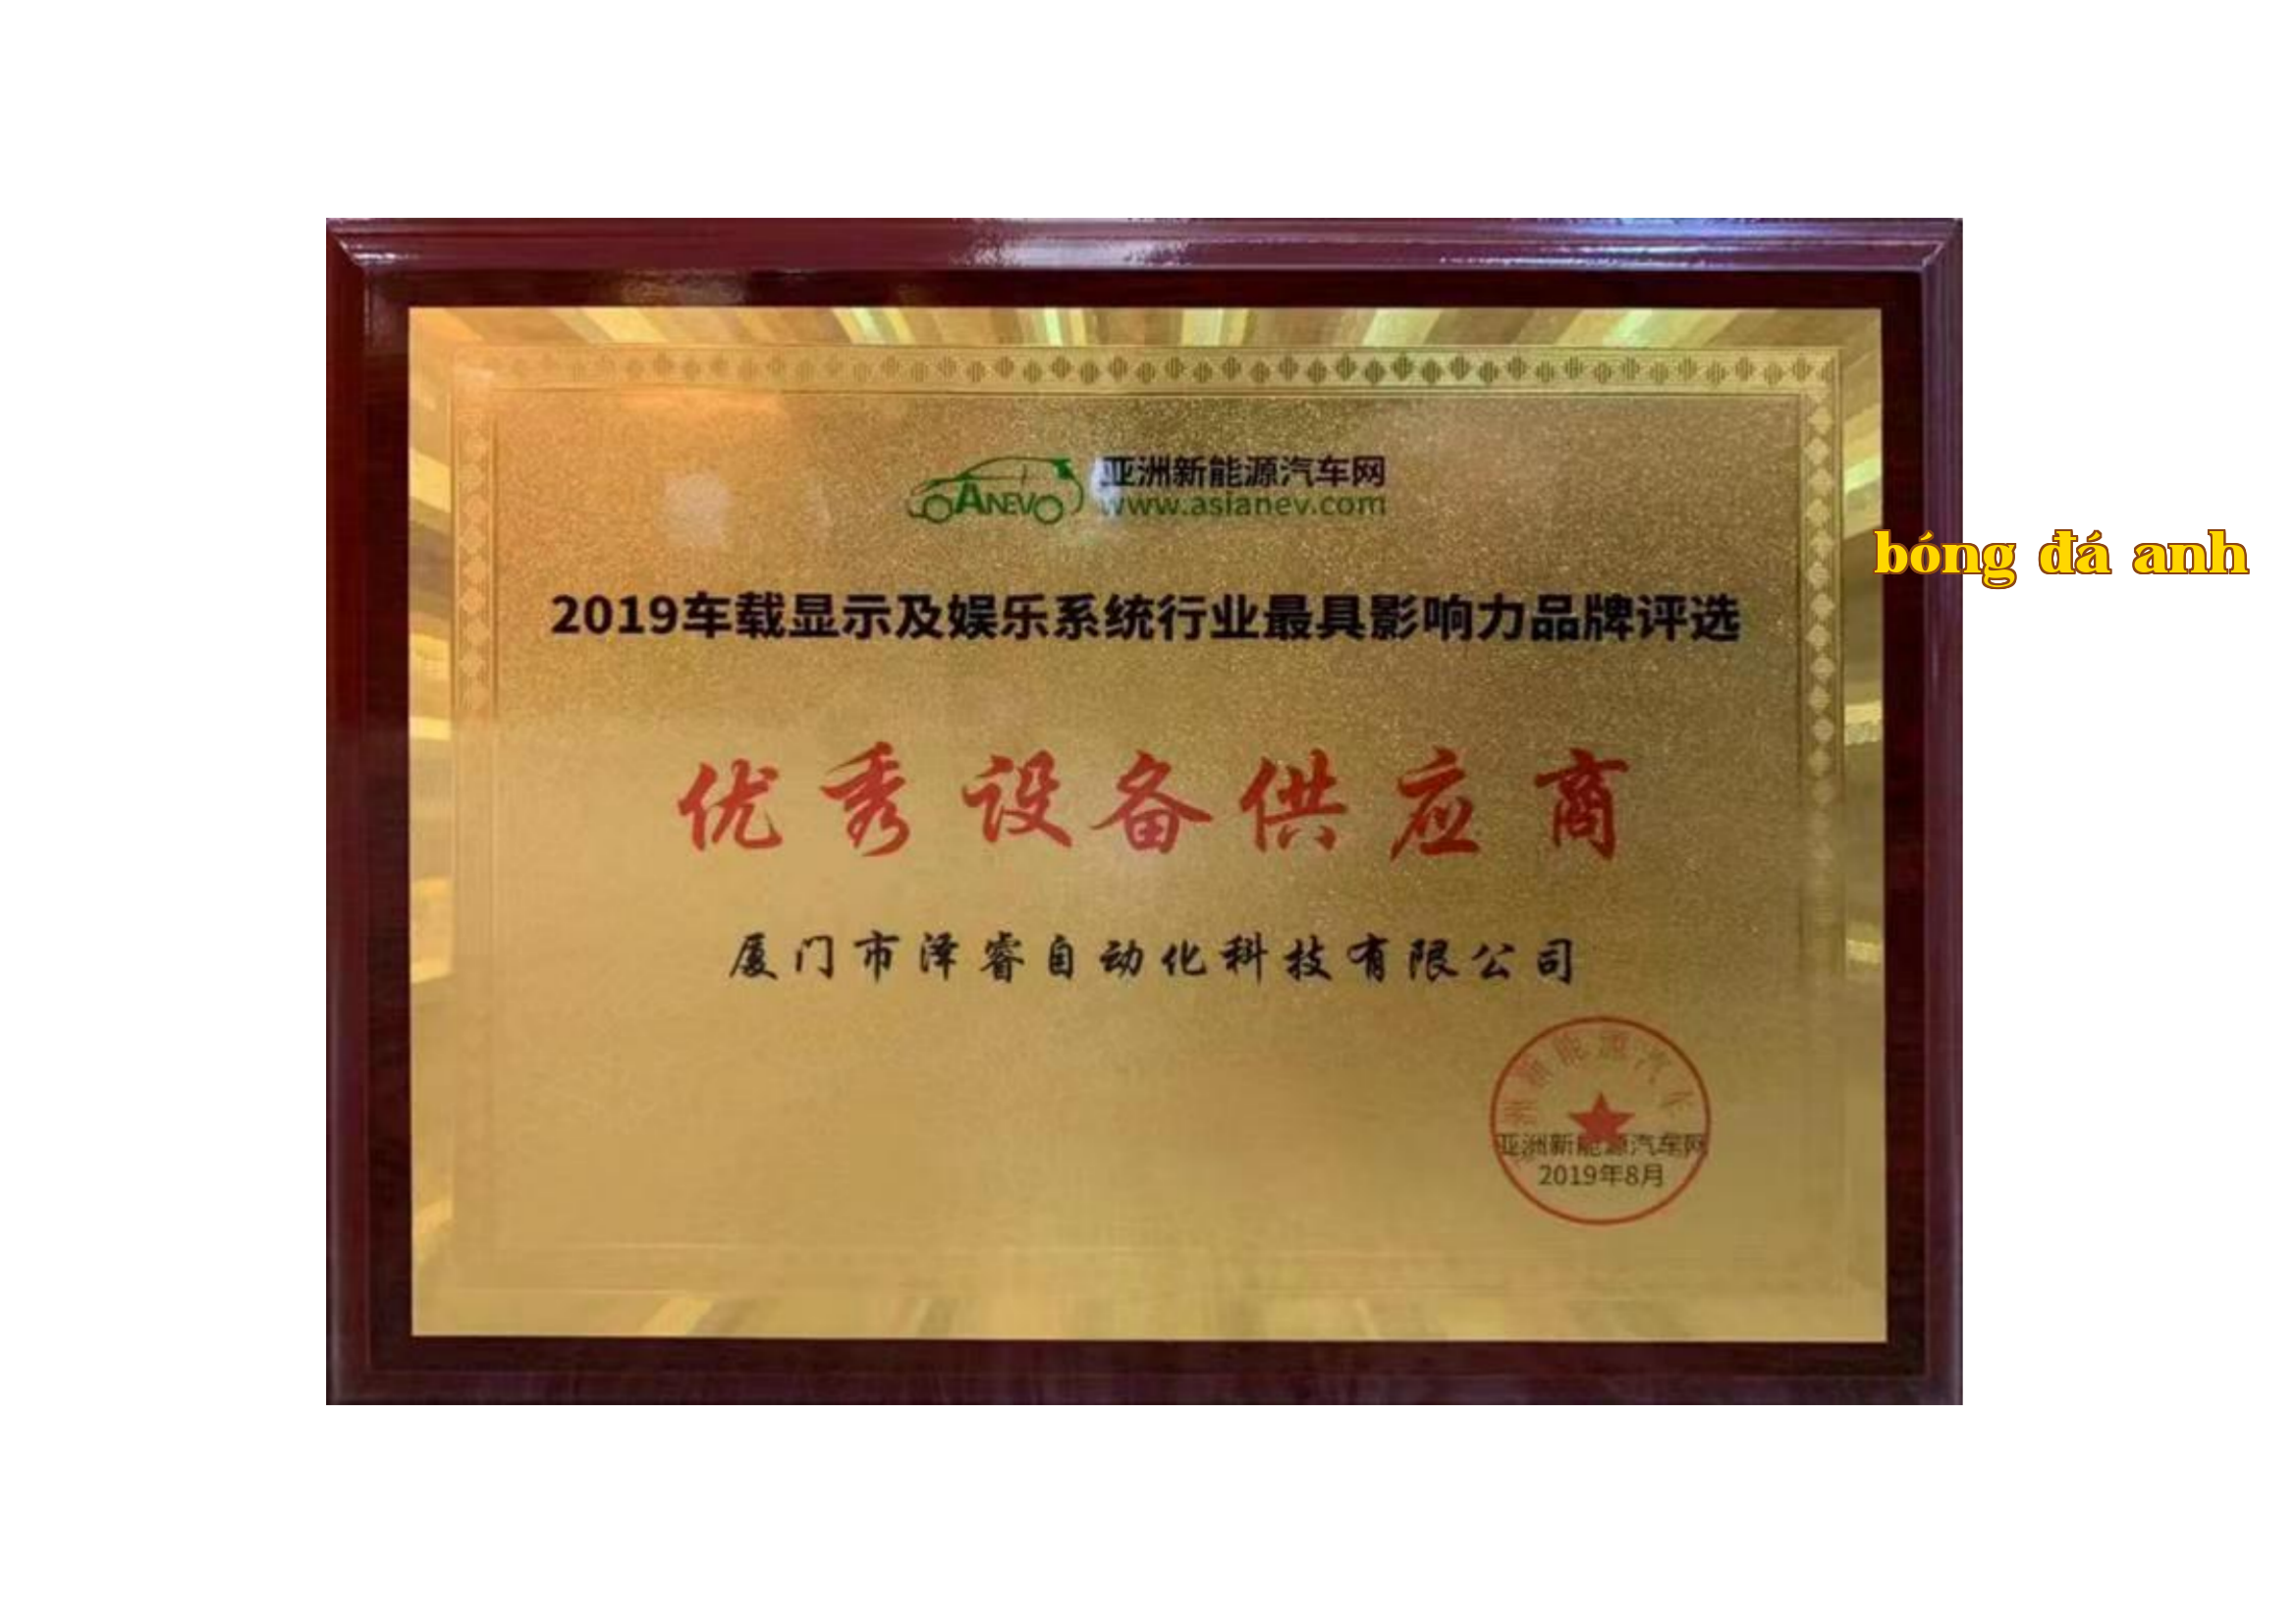 亚洲新能源汽车网
ANEV
www.asianev.com
bóng đá anh
2019车载显示及娱乐系统行业最具影响力品牌评选
优秀设备供应商
厦门市泽睿自动化科技有限公司
洲新能源汽车
亚洲新能源汽车网
2019年8月